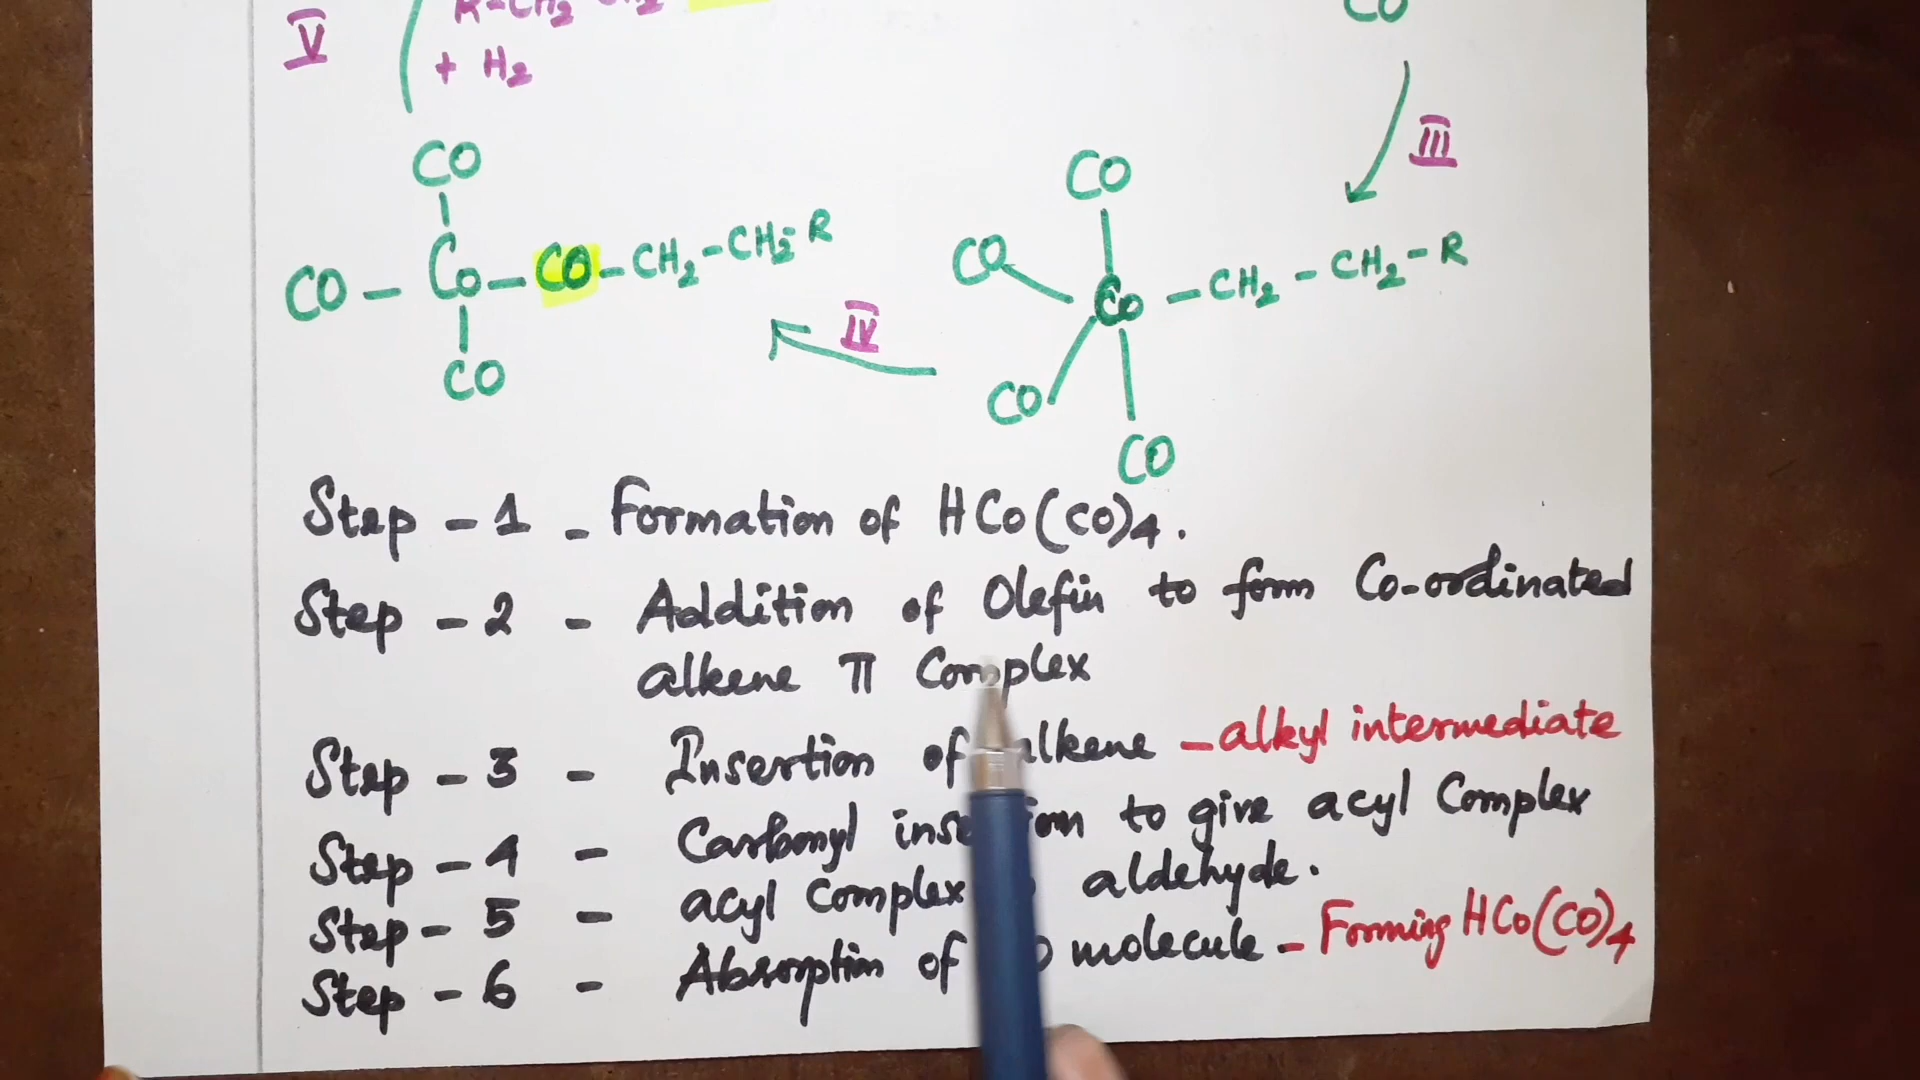 V
+ H₂
CO
III
CO
CO
CO - Co - CO - CH₂ - CH₂ - R
CO
CO
Co - CH₂ - CH₂ - R
IV
CO
CO
CO
Step - 1 - Formation of HCo(CO)4.
Step - 2 - Addition of Olefin to form Co-ordinated
alkene π Complex
Step - 3 - Insertion of alkene - alkyl intermediate
Step - 4 - Carbonyl insertion to give acyl Complex
Step - 5 - acyl Complex aldehyde.
Step - 6 - Absorption of molecule - Forming HCo(CO)4